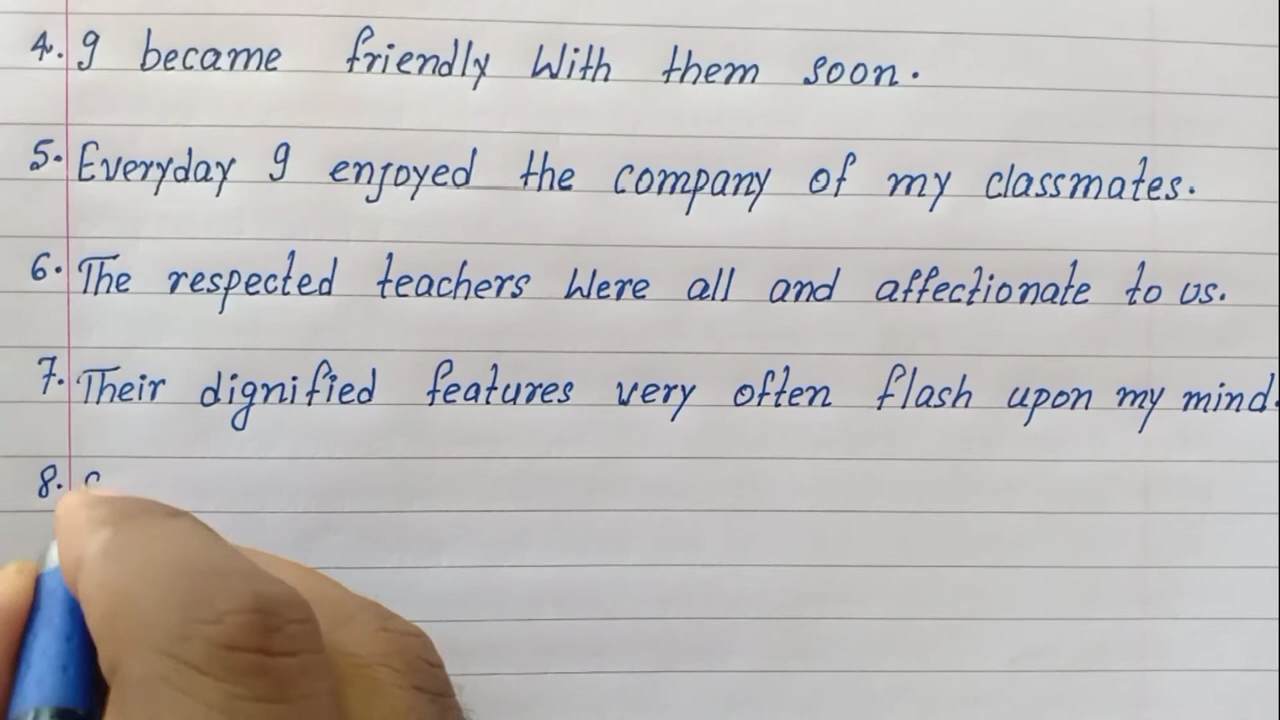 4. I became friendly With them soon.
5. Everyday I enjoyed the company of my classmates.
6. The respected teachers Were all and affectionate to us.
7. Their dignified features very often flash upon my mind.
8.